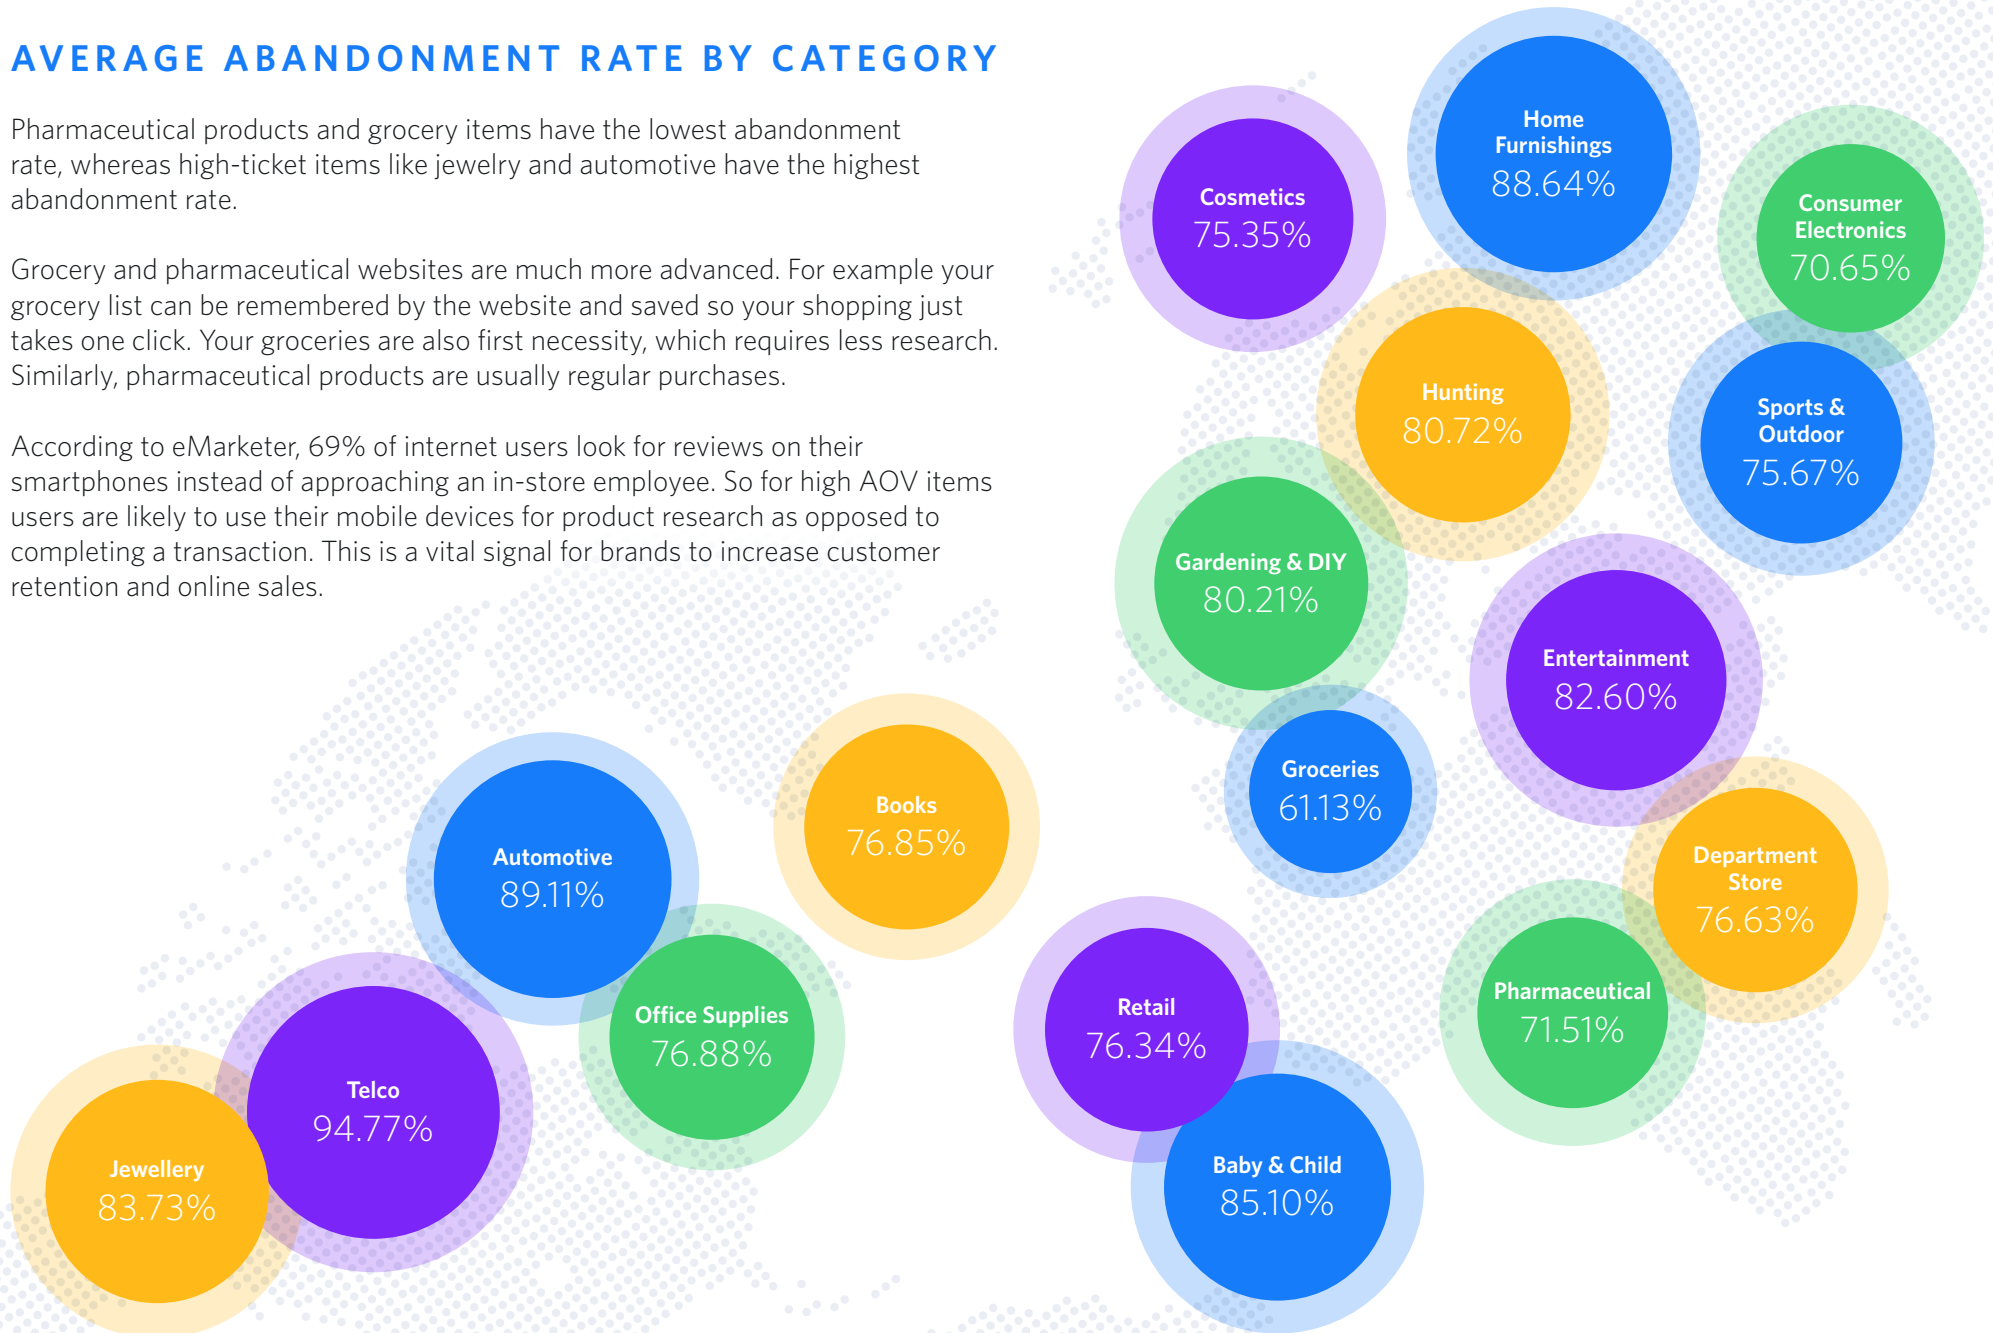 AVERAGE ABANDONMENT RATE BY CATEGORY
Pharmaceutical products and grocery items have the lowest abandonment
rate, whereas high-ticket items like jewelry and automotive have the highest
abandonment rate.
Grocery and pharmaceutical websites are much more advanced. For example your
grocery list can be remembered by the website and saved so your shopping just
takes one click. Your groceries are also first necessity, which requires less research.
Similarly, pharmaceutical products are usually regular purchases.
According to eMarketer, 69% of internet users look for reviews on their
smartphones instead of approaching an in-store employee. So for high AOV items
users are likely to use their mobile devices for product research as opposed to
completing a transaction. This is a vital signal for brands to increase customer
retention and online sales.
Home
Furnishings
88.64%
Cosmetics
75.35%
Consumer
Electronics
70.65%
Hunting
80.72%
Sports &
Outdoor
75.67%
Gardening & DIY
80.21%
Entertainment
82.60%
Groceries
61.13%
Books
76.85%
Automotive
89.11%
Department
Store
76.63%
Pharmaceutical
71.51%
Retail
76.34%
Office Supplies
76.88%
Telco
94.77%
Jewellery
83.73%
Baby & Child
85.10%